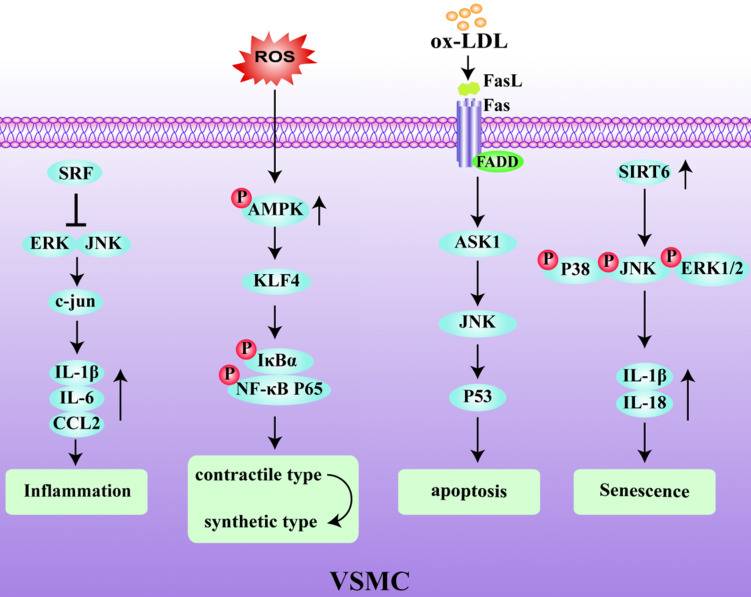 ox-LDL
ROS
FasL
Fas
FADD
SRF
ERK JNK
c-jun
IL-1β
IL-6
CCL2
Inflammation
P
AMPK
KLF4
P
IκBα
P
NF-κB P65
contractile type
synthetic type
ASK1
JNK
P53
apoptosis
SIRT6
P P38 P JNK P ERK1/2
IL-1β
IL-18
Senescence
VSMC